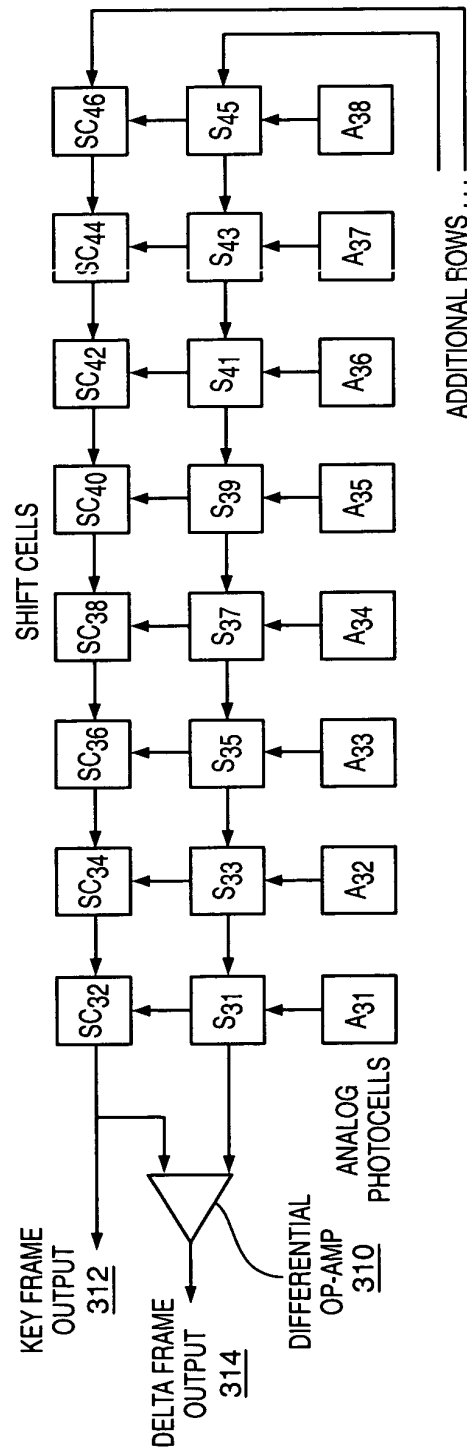 SHIFT CELLS
SC32 SC34 SC36 SC38 SC40 SC42 SC44 SC46
S31 S33 S35 S37 S39 S41 S43 S45
A31 A32 A33 A34 A35 A36 A37 A38
KEY FRAME
OUTPUT
312
DELTA FRAME
OUTPUT
314
DIFFERENTIAL
OP-AMP
310
ANALOG
PHOTOCELLS
ADDITIONAL ROWS...